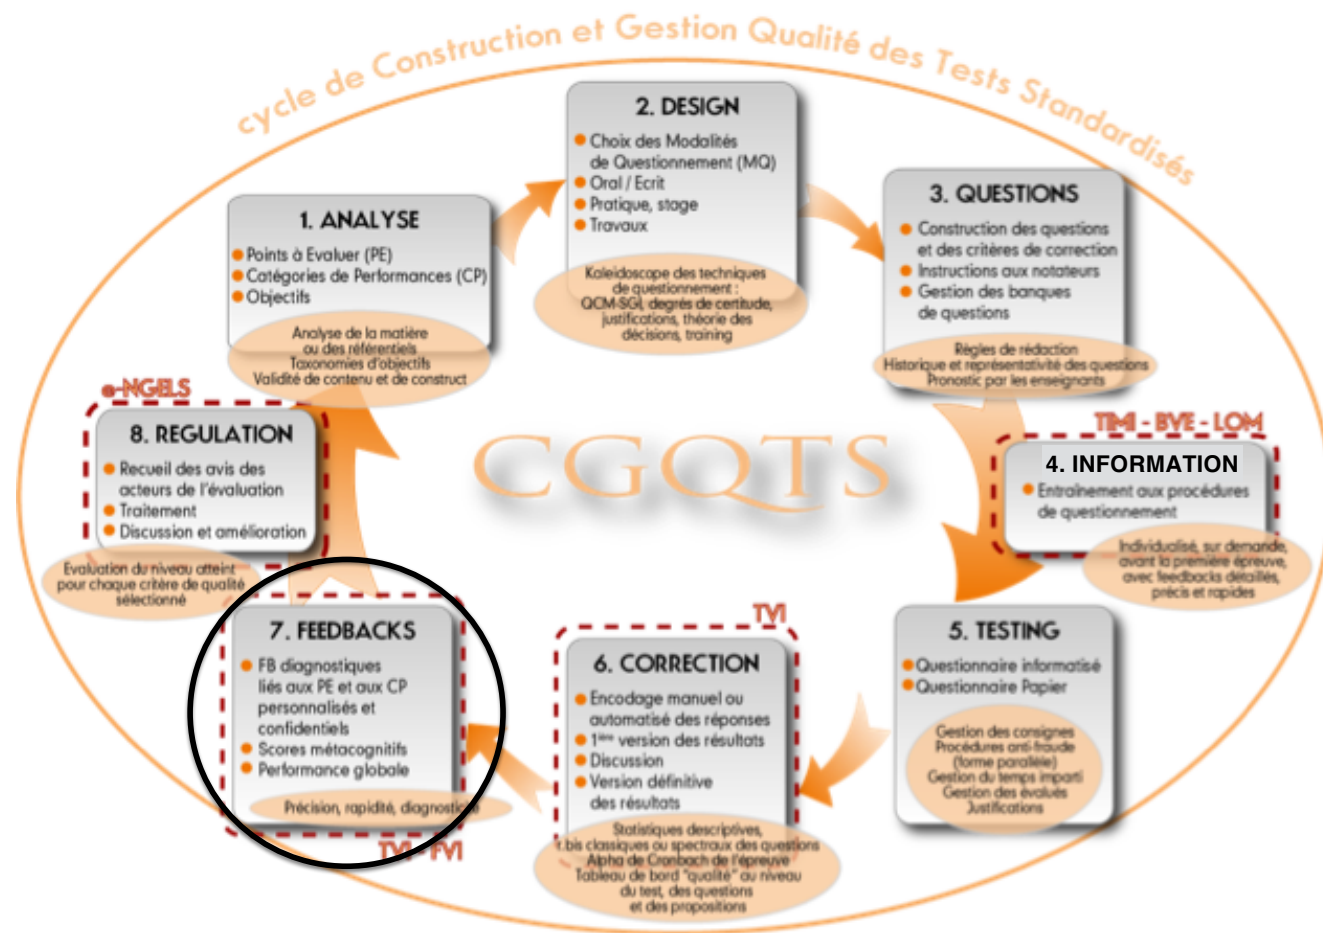 cycle de Construction et Gestion Qualité des Tests Standardisés
1. ANALYSE
Points à Evaluer (PE)
Catégories de Performances (CP)
Objectifs
Analyse de la matière
ou des référentiels
Taxonomies d'objectifs
Validité de contenu et de construct
2. DESIGN
Choix des Modalités
de Questionnement (MQ)
Oral / Ecrit
Pratique, stage
Travaux
Kaleidoscope des techniques
de questionnement :
QCM-SGI, degrés de certitude,
justifications, théorie des
décisions, training
3. QUESTIONS
Construction des questions
et des critères de correction
Instructions aux notateurs
Gestion des banques
de questions
Règles de rédaction
Historique et représentativité des questions
Pronostic par les enseignants
CGQTS
TIMI - BVE - LOM
4. INFORMATION
Entraînement aux procédures
de questionnement
Individualisé, sur demande,
avant la première épreuve,
avec feedbacks détaillés,
précis et rapides
5. TESTING
Questionnaire informatisé
Questionnaire Papier
Gestion des consignes
Procédures anti-fraude
(forme parallèle)
Gestion du temps imparti
Gestion des évalués
Justifications
TVI
6. CORRECTION
Encodage manuel ou
automatisé des réponses
1ière version des résultats
Discussion
Version définitive
des résultats
Statistiques descriptives,
r.bis classiques ou spectraux des questions
Alpha de Cronbach de l'épreuve
Tableau de bord "qualité" au niveau
du test, des questions
et des propositions
7. FEEDBACKS
FB diagnostiques
liés aux PE et aux CP
personnalisés et
confidentiels
Scores métacognitifs
Performance globale
Précision, rapidité, diagnosticité
TVI - FVI
e-NGELS
8. REGULATION
Recueil des avis des
acteurs de l'évaluation
Traitement
Discussion et amélioration
Evaluation du niveau atteint
pour chaque critère de qualité
sélectionné